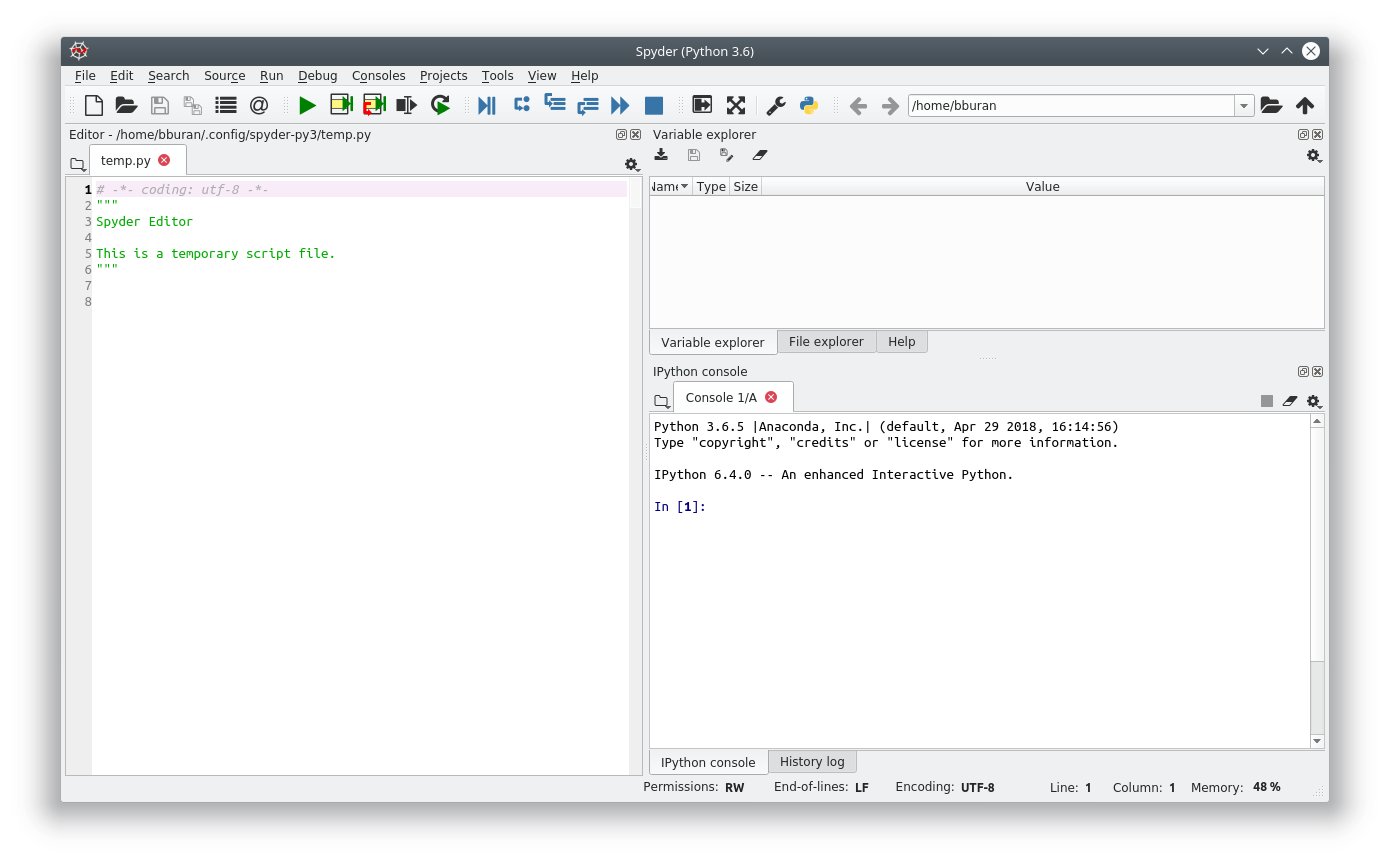 Spyder (Python 3.6)
File Edit Search Source Run Debug Consoles Projects Tools View Help
/home/bburan
Editor - /home/bburan/.config/spyder-py3/temp.py
temp.py
1 # -*- coding: utf-8 -*-
2 """
3 Spyder Editor
4
5 This is a temporary script file.
6 """
7
8
Variable explorer
Type Size Value
Variable explorer File explorer Help
IPython console
Console 1/A
Python 3.6.5 |Anaconda, Inc.| (default, Apr 29 2018, 16:14:56)
Type "copyright", "credits" or "license" for more information.
IPython 6.4.0 -- An enhanced Interactive Python.
In [1]:
IPython console History log
Permissions: RW End-of-lines: LF Encoding: UTF-8 Line: 1 Column: 1 Memory: 48 %